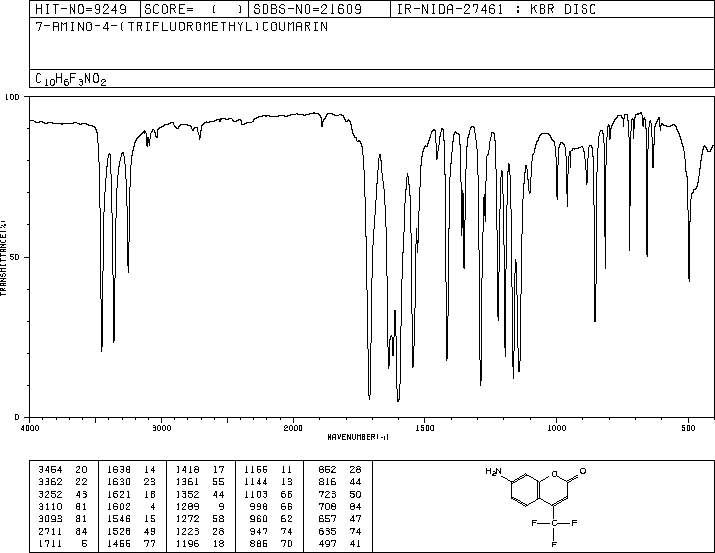 HIT-NO=9249 SCORE= ( ) SDBS-NO=21609 IR-NIDA-27461 : KBR DISC
7-AMINO-4-(TRIFLUOROMETHYL)COUMARIN
C10H6F3NO2
100
50
0
TRANSMITTANCE(%)
4000 3000 2000 1500 1000 500
WAVENUMBER(-1)
3454 20 1638 14 1418 17 1155 11 852 28
3362 22 1630 23 1361 55 1144 13 816 44
3252 43 1621 18 1352 44 1103 66 723 50
3110 81 1602 4 1289 9 998 66 708 84
3093 81 1546 15 1272 58 960 62 657 47
2711 84 1528 49 1223 28 947 74 635 74
1711 5 1455 77 1196 18 886 70 497 41
H2N
O
O
F
F
F